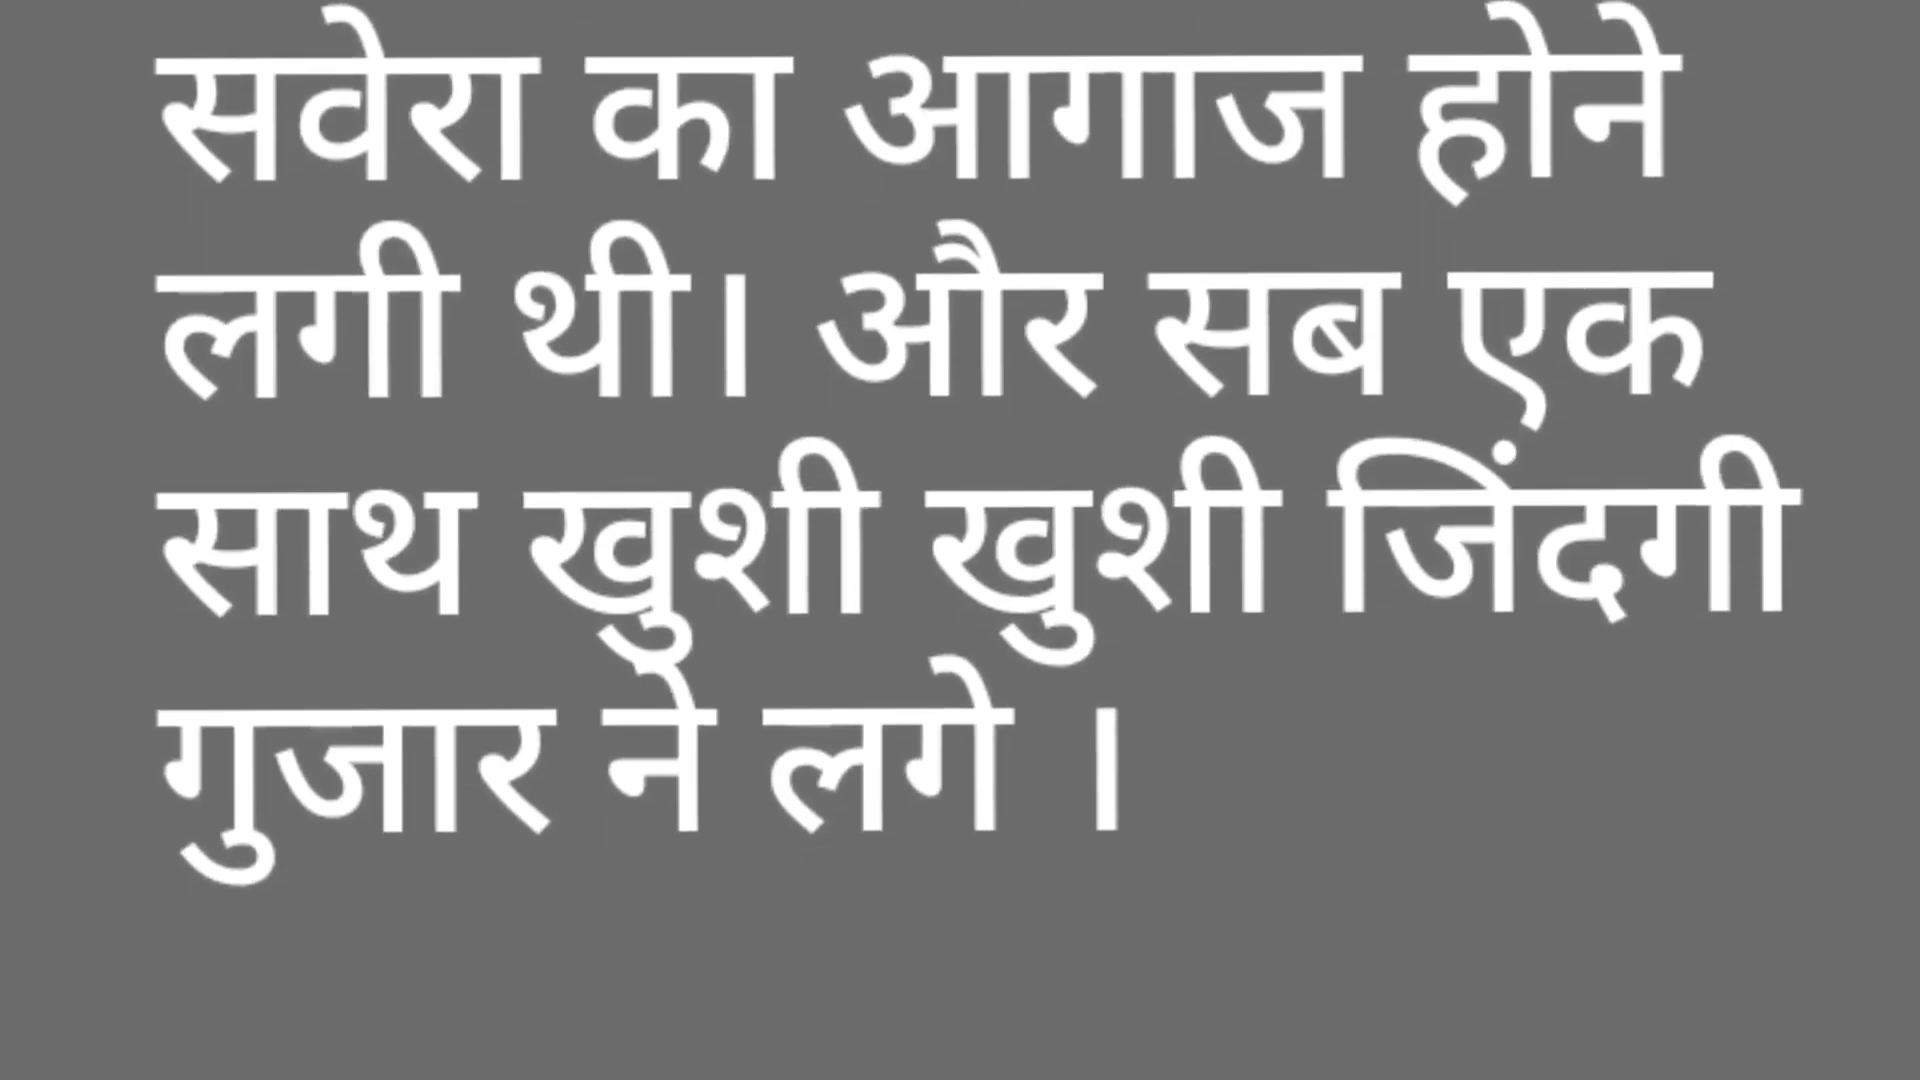 सवेरा का आगाज होने
लगी थी। और सब एक
साथ खुशी खुशी जिंदगी
गुजार ने लगे ।